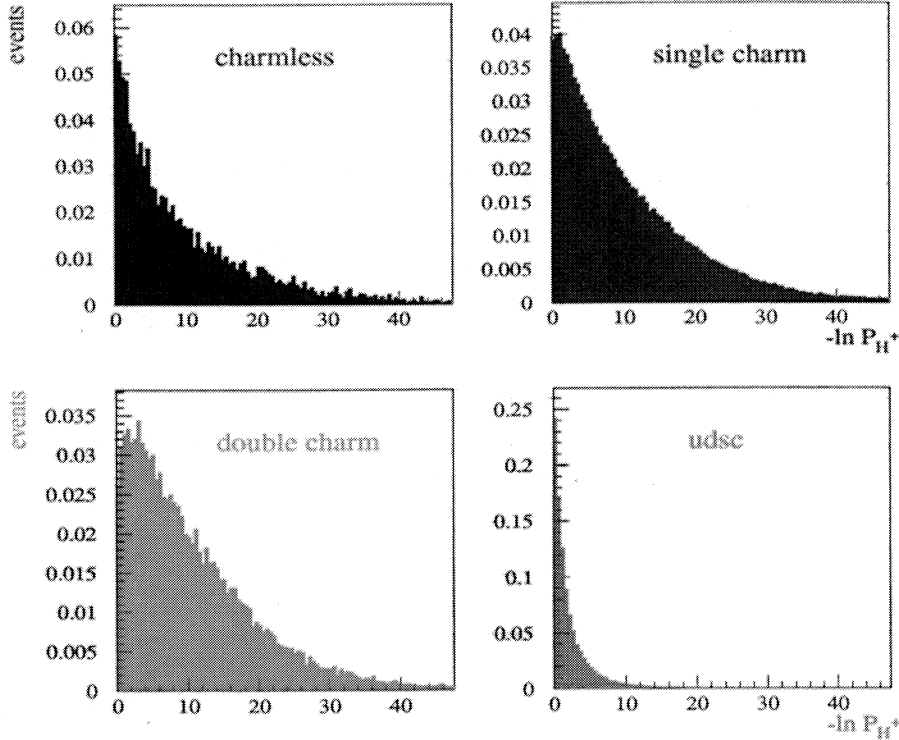 events
charmless
0.06
0.05
0.04
0.03
0.02
0.01
0
0 10 20 30 40
single charm
0.04
0.035
0.03
0.025
0.02
0.015
0.01
0.005
0
0 10 20 30 40
-ln P_H+
events
double charm
0.035
0.03
0.025
0.02
0.015
0.01
0.005
0
0 10 20 30 40
udsc
0.25
0.2
0.15
0.1
0.05
0
0 10 20 30 40
-ln P_H+